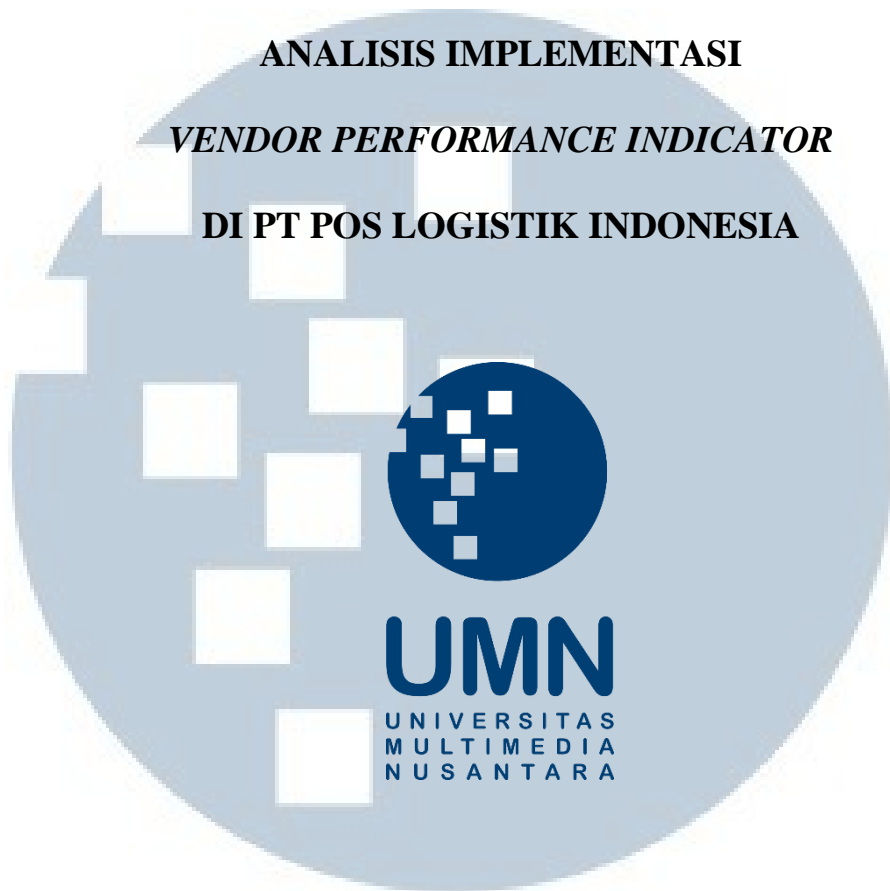 ANALISIS IMPLEMENTASI
VENDOR PERFORMANCE INDICATOR
DI PT POS LOGISTIK INDONESIA
UMN
UNIVERSITAS
MULTIMEDIA
NUSANTARA